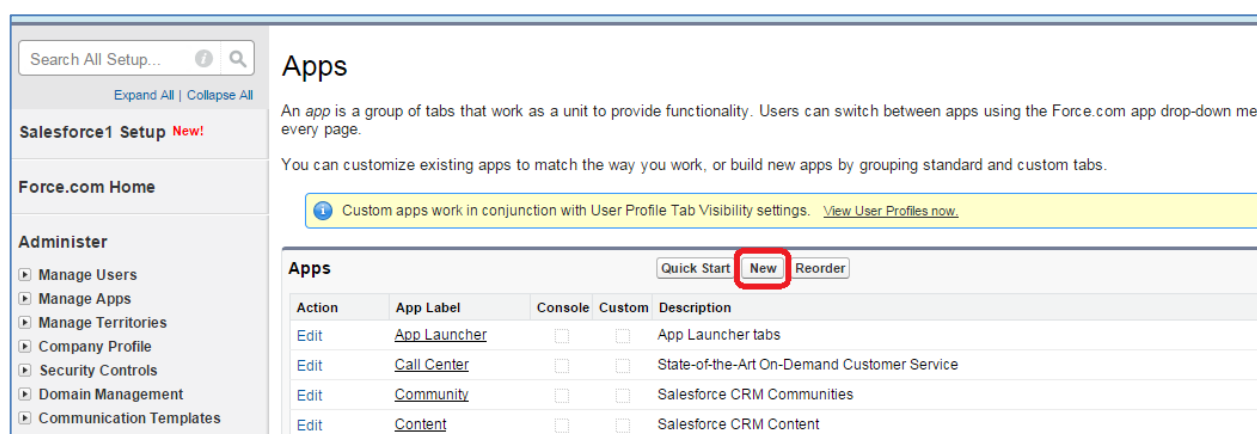 Search All Setup...
Expand All | Collapse All
Salesforce1 Setup New!
Force.com Home
Administer
Manage Users
Manage Apps
Manage Territories
Company Profile
Security Controls
Domain Management
Communication Templates
Apps
An app is a group of tabs that work as a unit to provide functionality. Users can switch between apps using the Force.com app drop-down me
every page.
You can customize existing apps to match the way you work, or build new apps by grouping standard and custom tabs.
Custom apps work in conjunction with User Profile Tab Visibility settings. View User Profiles now.
Apps Quick Start New Reorder
Action App Label Console Custom Description
Edit App Launcher App Launcher tabs
Edit Call Center State-of-the-Art On-Demand Customer Service
Edit Community Salesforce CRM Communities
Edit Content Salesforce CRM Content